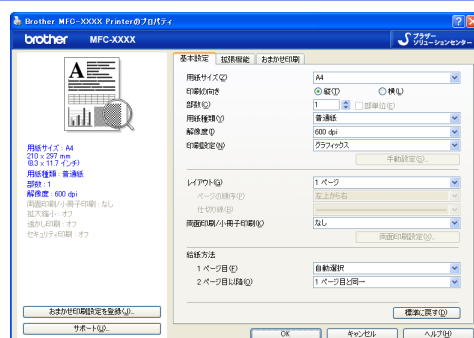 Brother MFC-XXXX Printerのプロパティ
brother MFC-XXXX
ブラザー
ソリューションセンター
基本設定 拡張機能 おまかせ印刷
用紙サイズ(Z) A4
印刷の向き 縦(T) 横(L)
部数(C) 1 部単位(E)
用紙種類(Y) 普通紙
解像度(I) 600 dpi
印刷設定(N) グラフィックス
手動設定(G)...
レイアウト(G) 1 ページ
ページの順序(P) 左上から右
仕切り線(B)
両面印刷/小冊子印刷(K) なし
両面印刷設定(X)...
給紙方法
1 ページ目(F) 自動選択
2 ページ目以降(O) 1 ページ目と同一
用紙サイズ : A4
210 x 297 mm
(8.3 x 11.7 インチ)
用紙種類 : 普通紙
部数 : 1
解像度 : 600 dpi
両面印刷/小冊子印刷 : なし
拡大縮小 : オフ
透かし印刷 : オフ
セキュリティ印刷 : オフ
おまかせ印刷設定を登録(J)...
サポート(U)...
標準に戻す(D)
OK キャンセル ヘルプ(H)